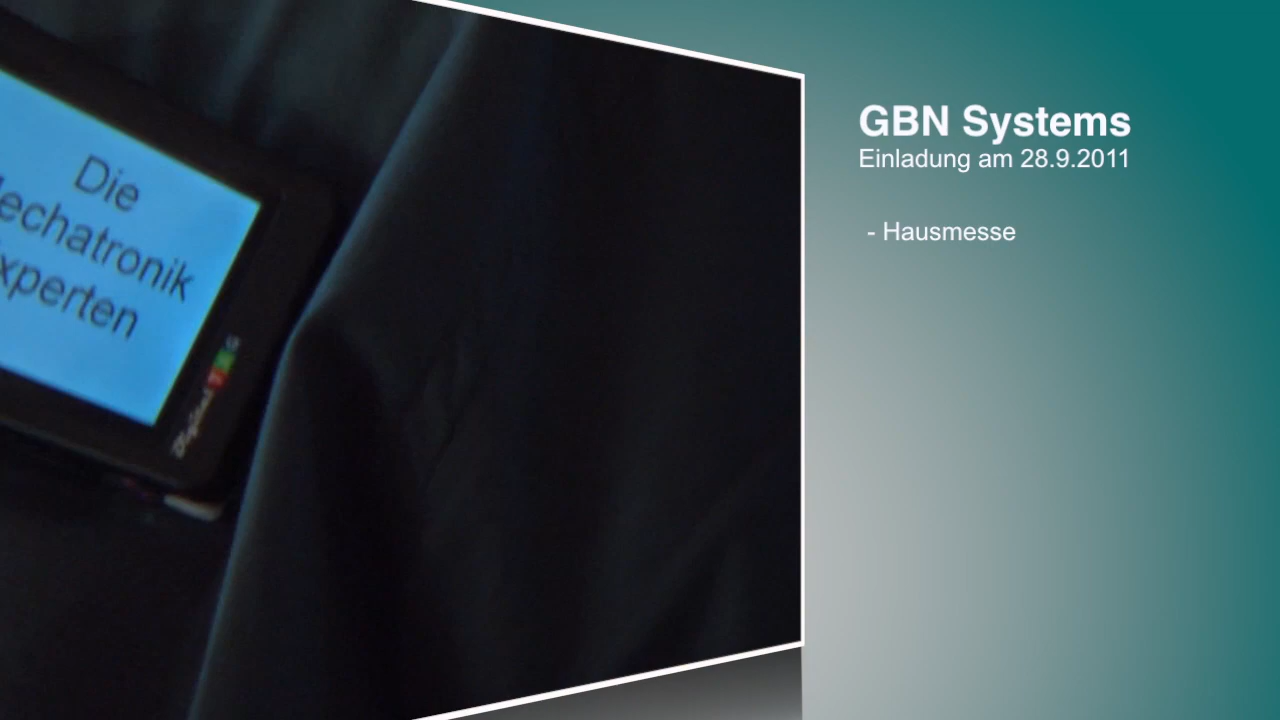 Die
echatronik
xperten
GBN Systems
Einladung am 28.9.2011
- Hausmesse